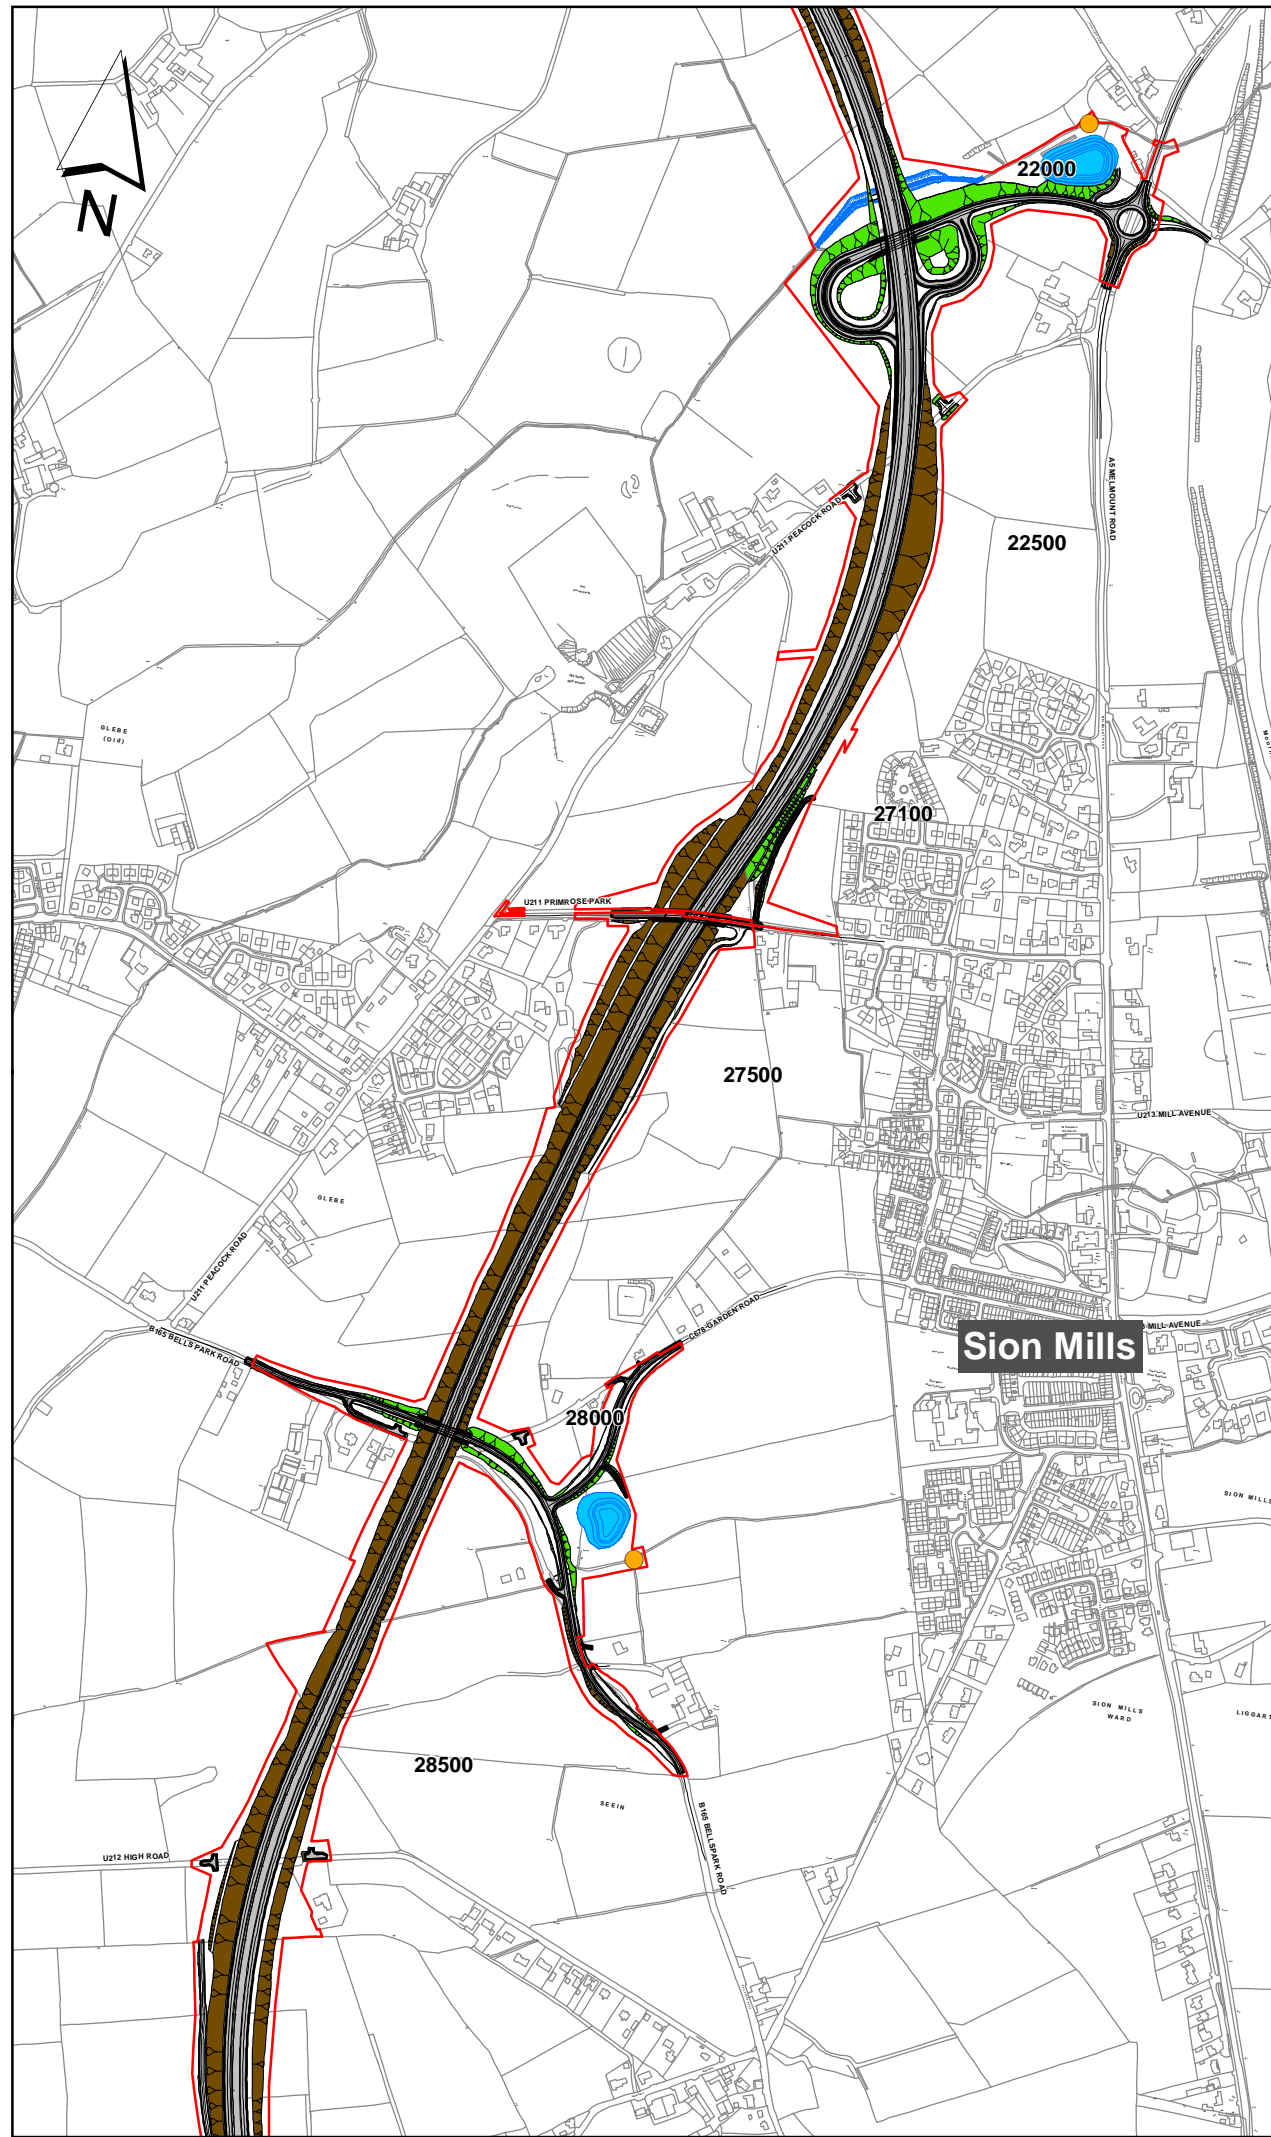 N
22000
A5 MELMOUNT ROAD
U211 PEACOCK ROAD
22500
GLEBE
(Old)
27100
U211 PRIMROSE PARK
27500
U213 MILL AVENUE
GLEBE
U211 PEACOCK ROAD
C678 GARDEN ROAD
B165 BELLS PARK ROAD
MILL AVENUE
Sion Mills
28000
SION MILLS
SION MILLS
WARD
LIGGART
28500
SEEIN
B165 BELLSPARK ROAD
U212 HIGH ROAD